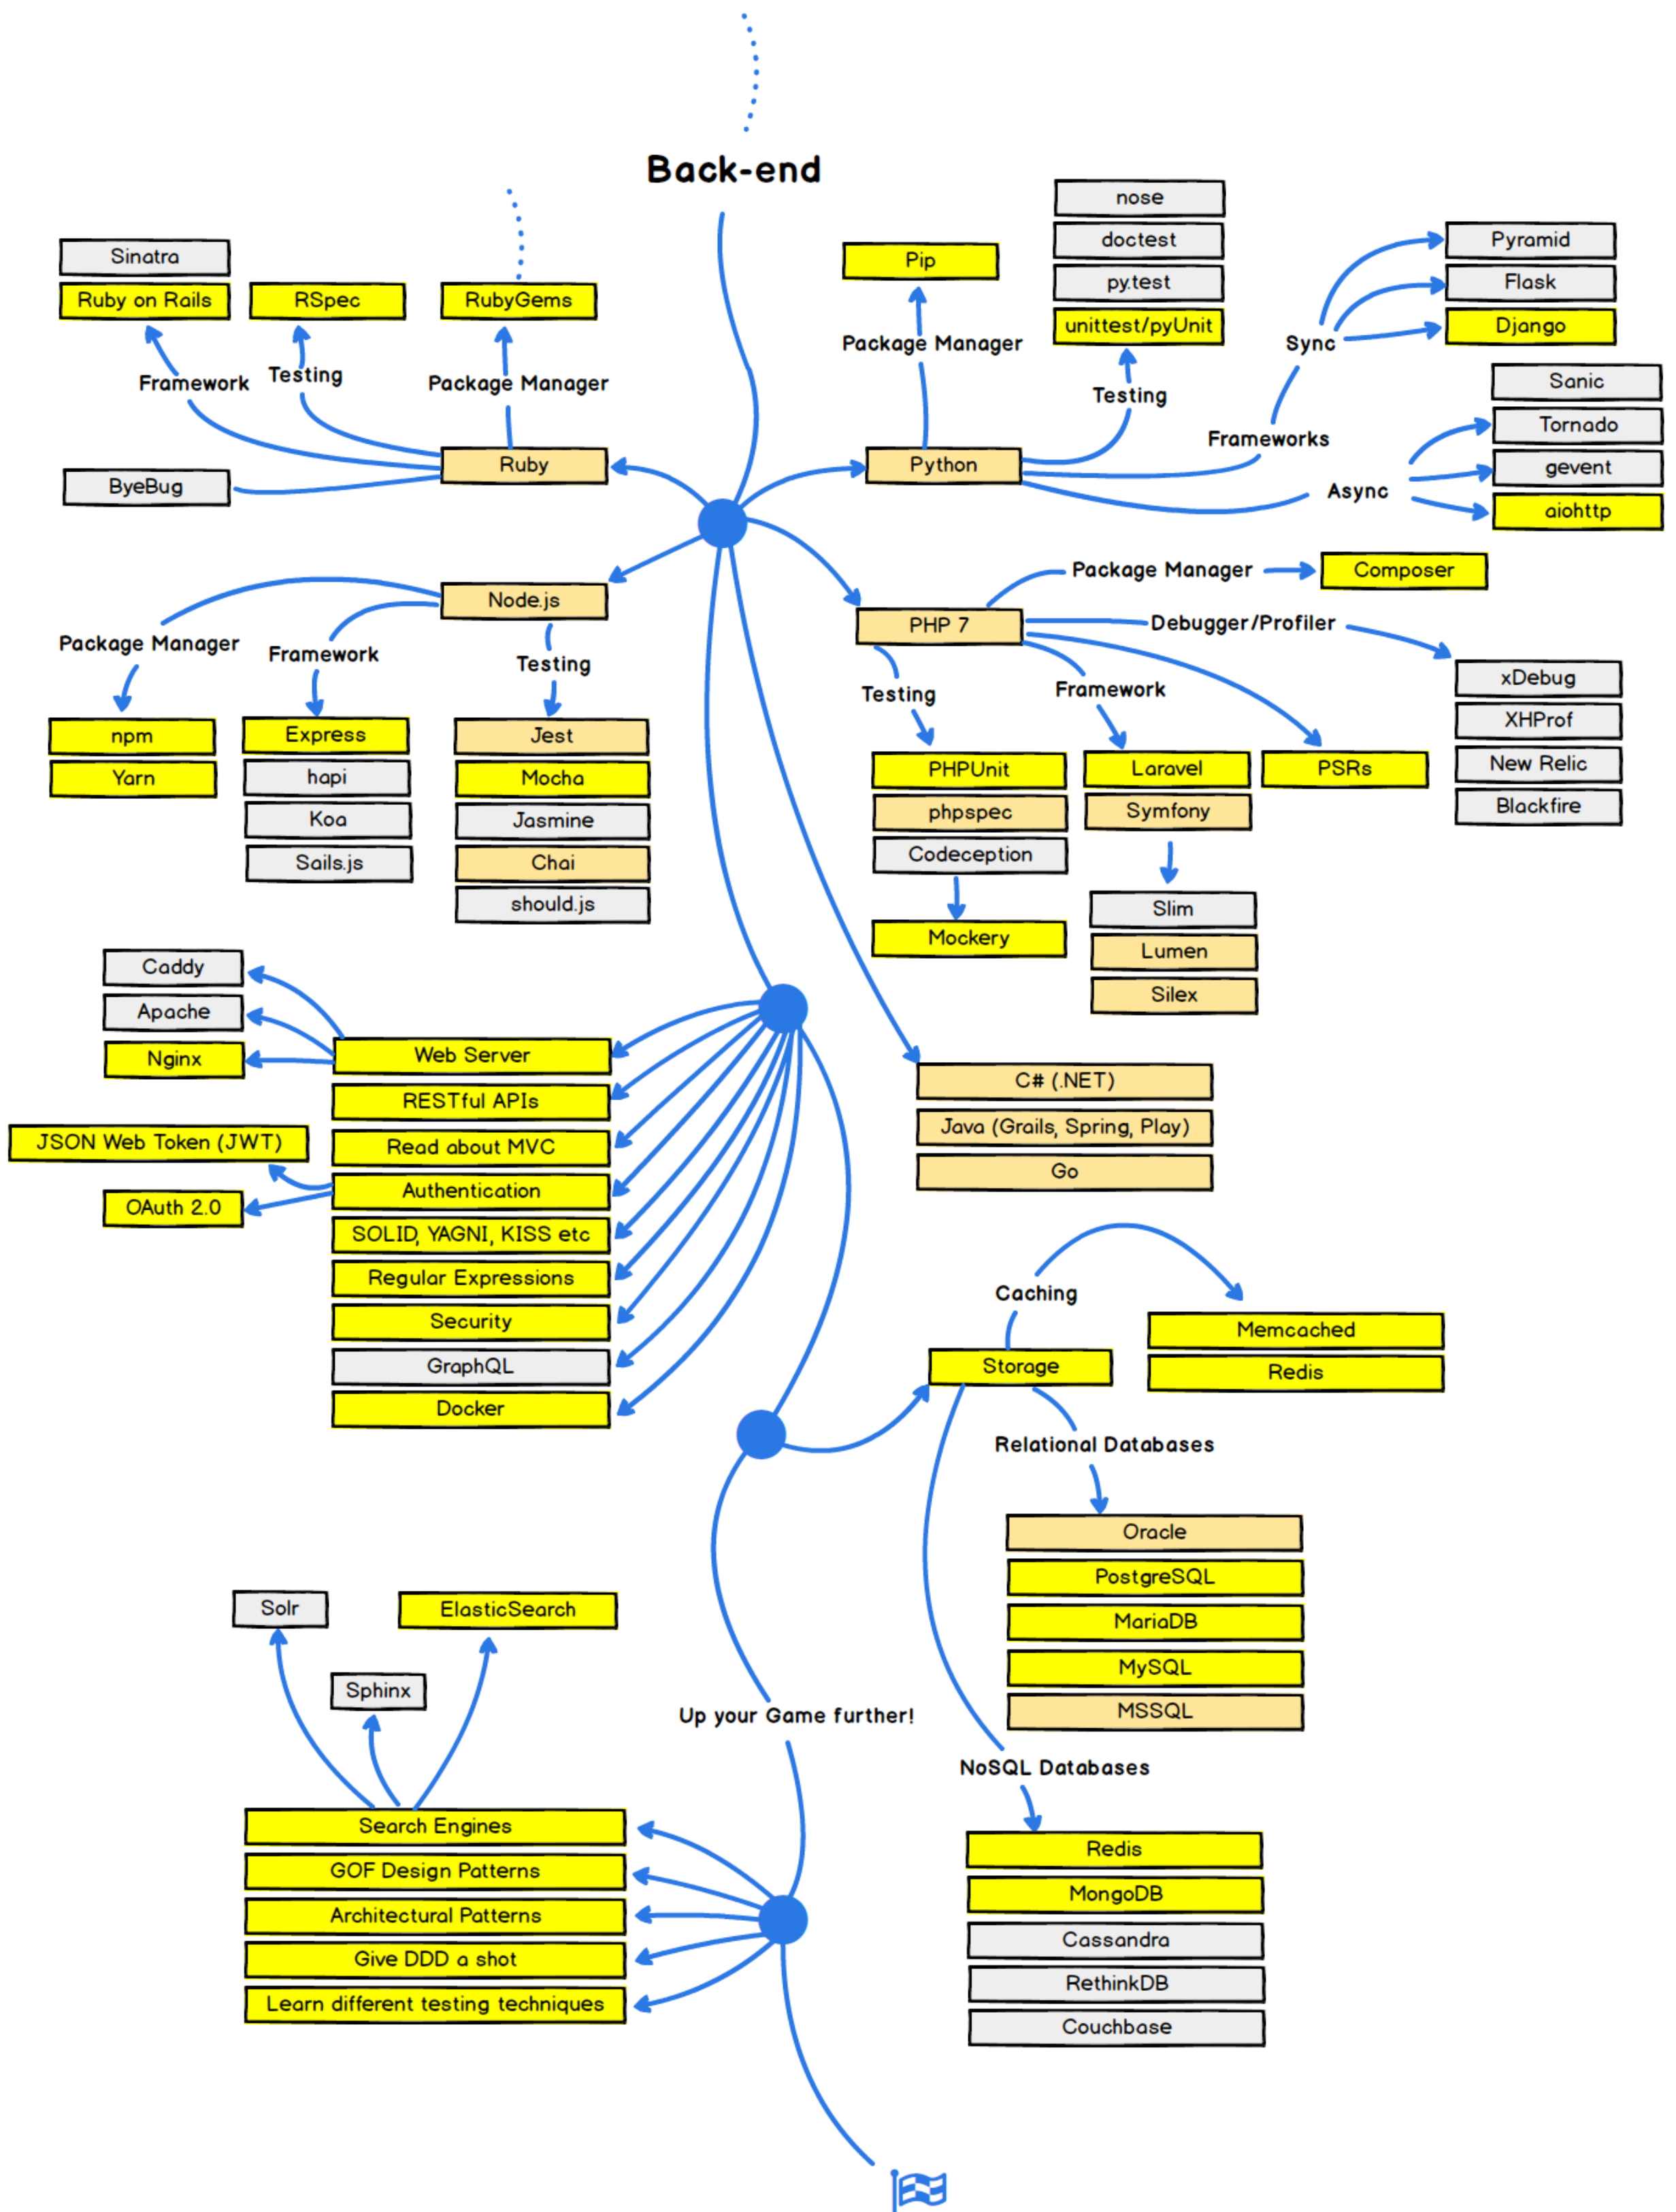 Back-end
Sinatra
Ruby on Rails
RSpec
RubyGems
Framework
Testing
Package Manager
Ruby
ByeBug
Pip
Package Manager
nose
doctest
py.test
unittest/pyUnit
Testing
Python
Pyramid
Flask
Django
Sync
Frameworks
Async
Sanic
Tornado
gevent
aiohttp
Node.js
Package Manager
Framework
Testing
npm
Yarn
Express
hapi
Koa
Sails.js
Jest
Mocha
Jasmine
Chai
should.js
PHP 7
Package Manager
Composer
Debugger/Profiler
xDebug
XHProf
New Relic
Blackfire
Testing
Framework
PHPUnit
phpspec
Codeception
Mockery
Laravel
Symfony
Slim
Lumen
Silex
PSRs
Caddy
Apache
Nginx
Web Server
RESTful APIs
Read about MVC
JSON Web Token (JWT)
OAuth 2.0
Authentication
SOLID, YAGNI, KISS etc
Regular Expressions
Security
GraphQL
Docker
C# (.NET)
Java (Grails, Spring, Play)
Go
Caching
Memcached
Redis
Storage
Relational Databases
Oracle
PostgreSQL
MariaDB
MySQL
MSSQL
NoSQL Databases
Redis
MongoDB
Cassandra
RethinkDB
Couchbase
Up your Game further!
Solr
ElasticSearch
Sphinx
Search Engines
GOF Design Patterns
Architectural Patterns
Give DDD a shot
Learn different testing techniques